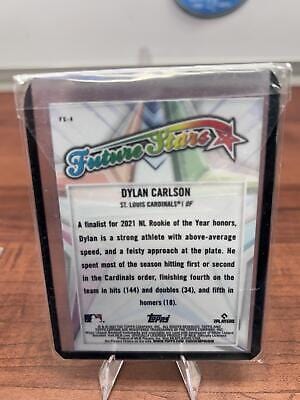 FS-4
Future Stars
DYLAN CARLSON
ST. LOUIS CARDINALS | OF
A finalist for 2021 NL Rookie of the Year honors,
Dylan is a strong athlete with above-average
speed, and a feisty approach at the plate. He
spent most of the season hitting first or second
in the Cardinals order, finishing fourth on the
team in hits (144) and doubles (34), and fifth in
homers (18).
Topps
PLAYERS